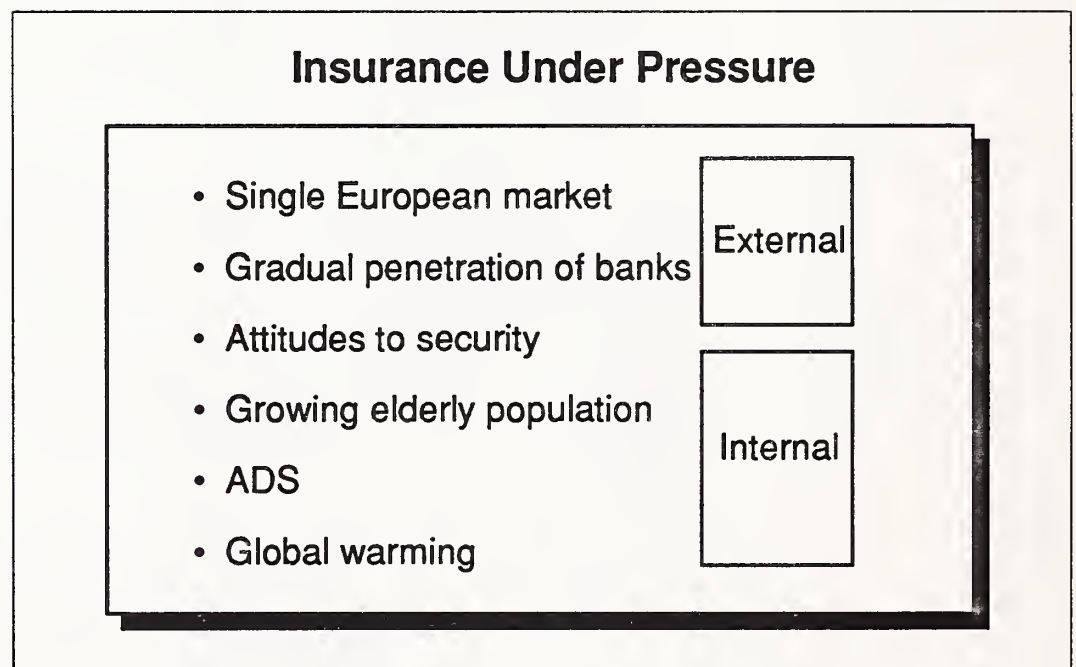 Insurance Under Pressure
• Single European market
• Gradual penetration of banks
• Attitudes to security
• Growing elderly population
• ADS
• Global warming
External
Internal